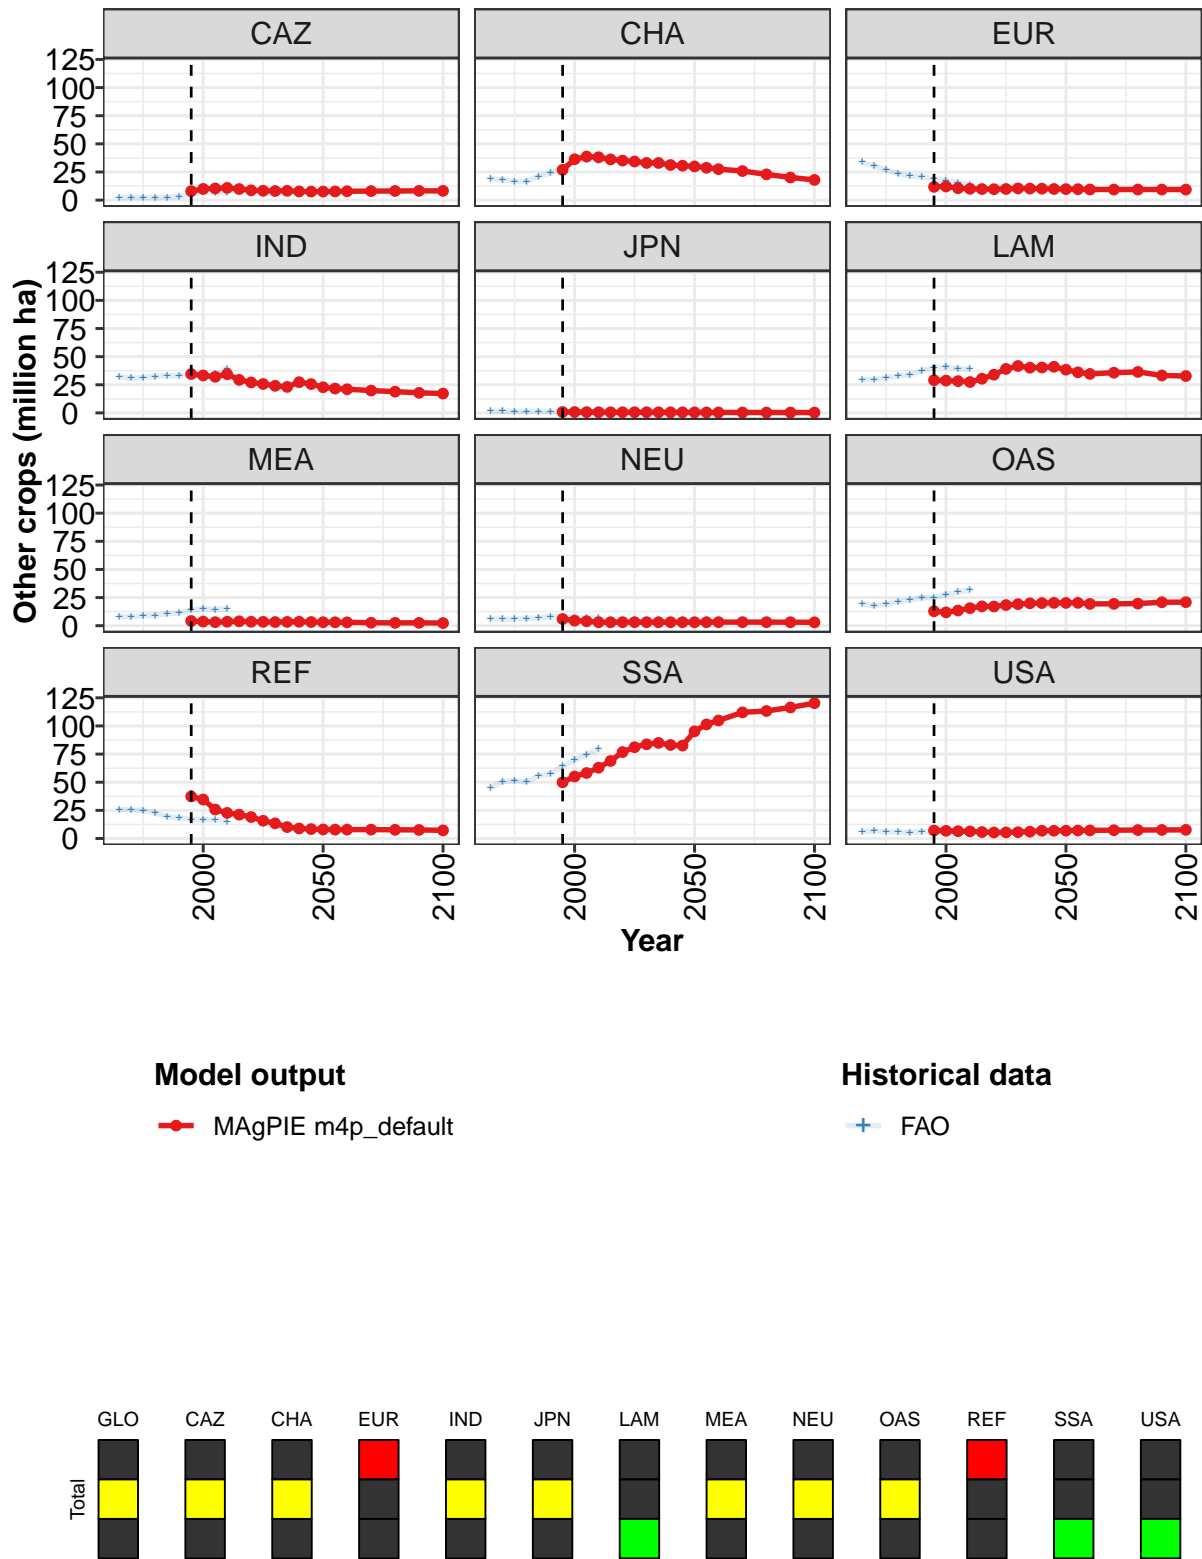 CAZ CHA EUR
125
100
75
50
25
0
IND JPN LAM
125
100
75
50
25
0
MEA NEU OAS
125
100
75
50
25
0
REF SSA USA
125
100
75
50
25
0
Other crops (million ha)
2000 2050 2100 2000 2050 2100 2000 2050 2100
Year
Model output
MAgPIE m4p_default
Historical data
FAO
GLO CAZ CHA EUR IND JPN LAM MEA NEU OAS REF SSA USA
Total